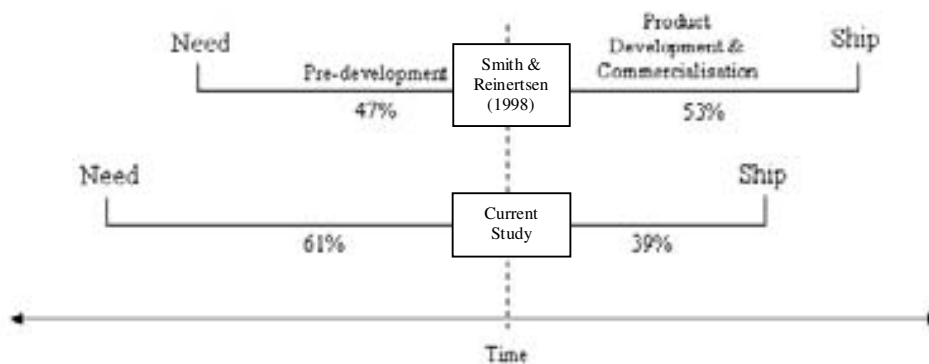 Need
Pre-development
47%
Smith &
Reinertsen
(1998)
Product
Development &
Commercialisation
53%
Ship
Need
61%
Current
Study
39%
Ship
Time